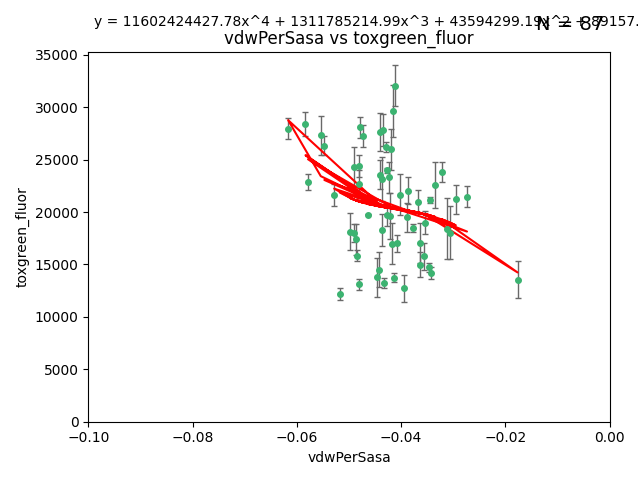 y = 11602424427.78x^4 + 1311785214.99x^3 + 43594299.19x^2 + 89157.
N = 87
vdwPerSasa vs toxgreen_fluor
35000
30000
25000
20000
15000
10000
5000
0
toxgreen_fluor
−0.10 −0.08 −0.06 −0.04 −0.02 0.00
vdwPerSasa